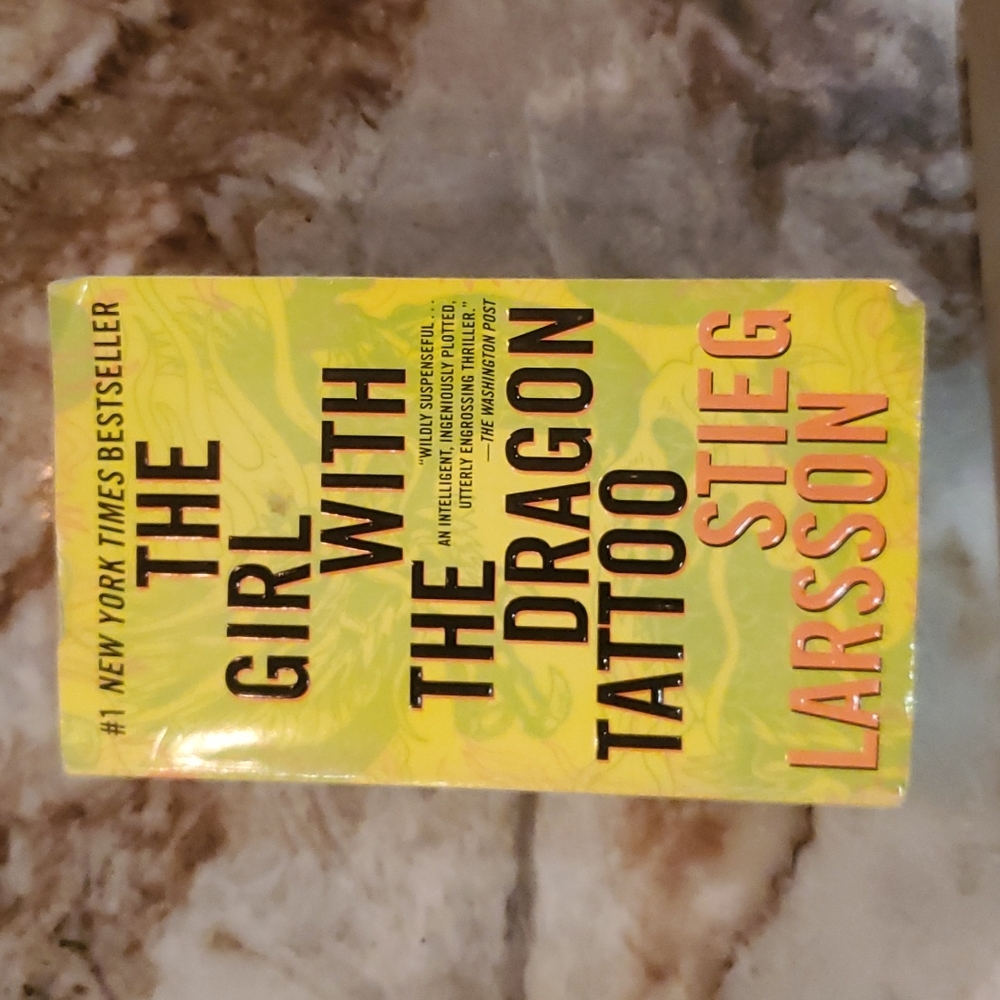 #1 NEW YORK TIMES BESTSELLER
THE
GIRL
WITH
"WILDLY SUSPENSEFUL . . .
AN INTELLIGENT, INGENIOUSLY PLOTTED,
UTTERLY ENGROSSING THRILLER."
—THE WASHINGTON POST
THE
DRAGON
TATTOO
STIEG
LARSSON